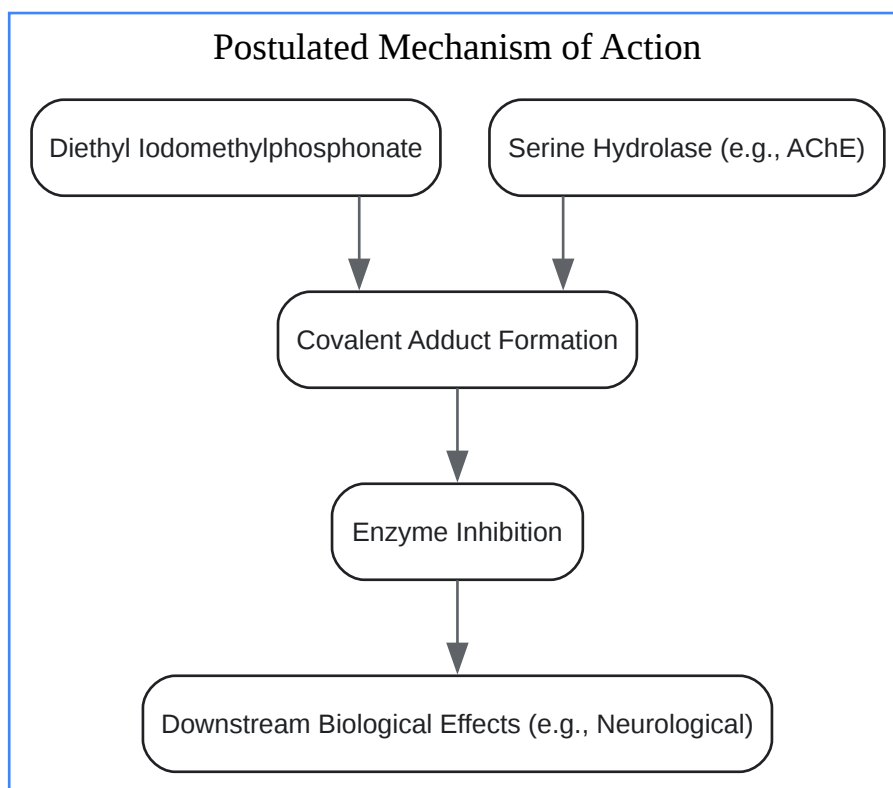 Postulated Mechanism of Action
Diethyl Iodomethylphosphonate
Serine Hydrolase (e.g., AChE)
Covalent Adduct Formation
Enzyme Inhibition
Downstream Biological Effects (e.g., Neurological)